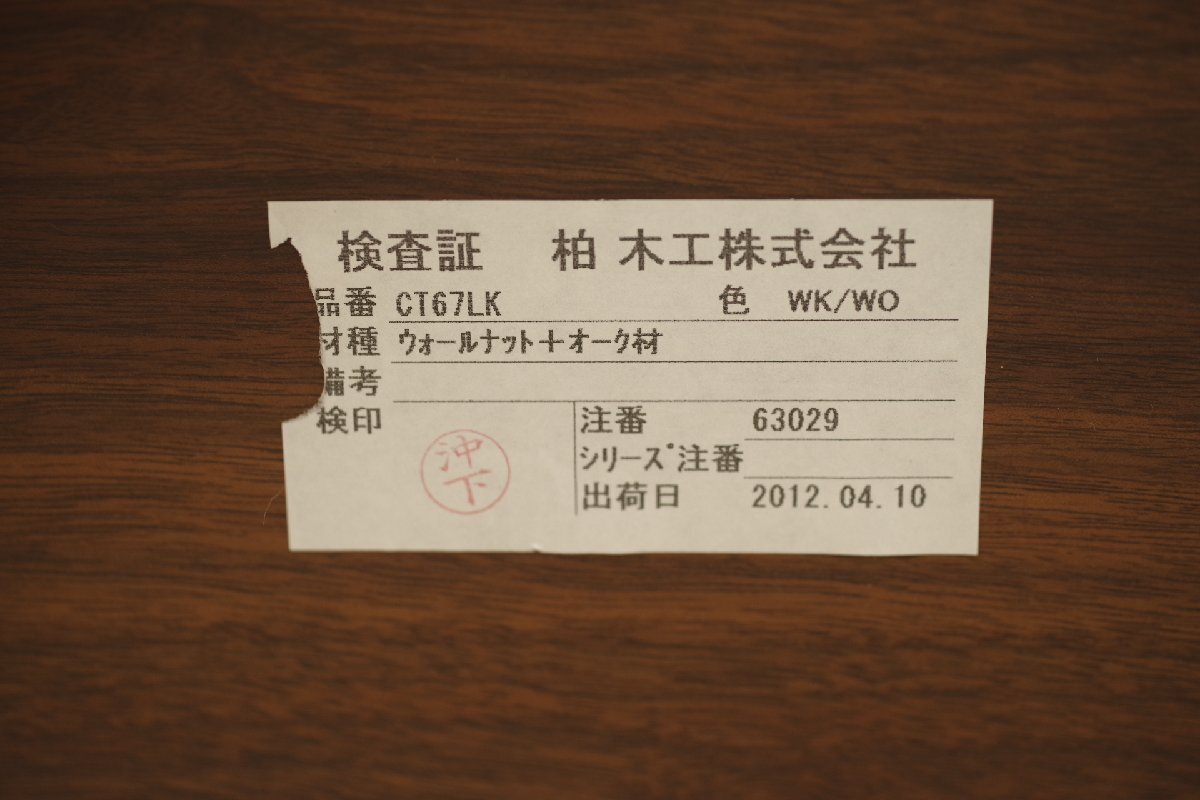 検査証 柏木工株式会社
品番 CT67LK 色 WK/WO
材種 ウォールナット+オーク材
備考
検印 注番 63029
沖下
シリーズ注番
出荷日 2012.04.10